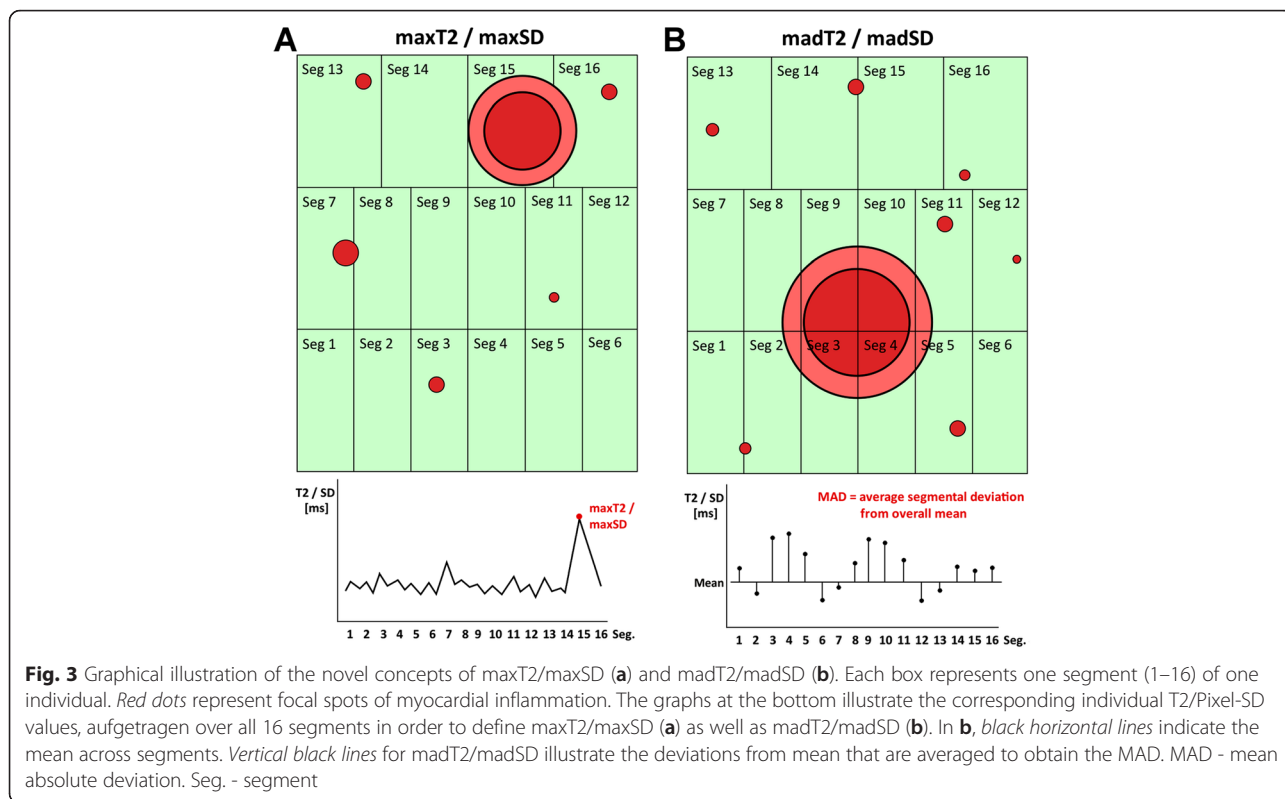 A
maxT2 / maxSD
Seg 13 Seg 14 Seg 15 Seg 16
Seg 7 Seg 8 Seg 9 Seg 10 Seg 11 Seg 12
Seg 1 Seg 2 Seg 3 Seg 4 Seg 5 Seg 6
T2 / SD
[ms]
maxT2 /
maxSD
1 2 3 4 5 6 7 8 9 10 11 12 13 14 15 16 Seg.
B
madT2 / madSD
Seg 13 Seg 14 Seg 15 Seg 16
Seg 7 Seg 8 Seg 9 Seg 10 Seg 11 Seg 12
Seg 1 Seg 2 Seg 3 Seg 4 Seg 5 Seg 6
T2 / SD
[ms]
MAD = average segmental deviation
from overall mean
Mean
1 2 3 4 5 6 7 8 9 10 11 12 13 14 15 16 Seg.
Fig. 3 Graphical illustration of the novel concepts of maxT2/maxSD (a) and madT2/madSD (b). Each box represents one segment (1–16) of one
individual. Red dots represent focal spots of myocardial inflammation. The graphs at the bottom illustrate the corresponding individual T2/Pixel-SD
values, aufgetragen over all 16 segments in order to define maxT2/maxSD (a) as well as madT2/madSD (b). In b, black horizontal lines indicate the
mean across segments. Vertical black lines for madT2/madSD illustrate the deviations from mean that are averaged to obtain the MAD. MAD - mean
absolute deviation. Seg. - segment